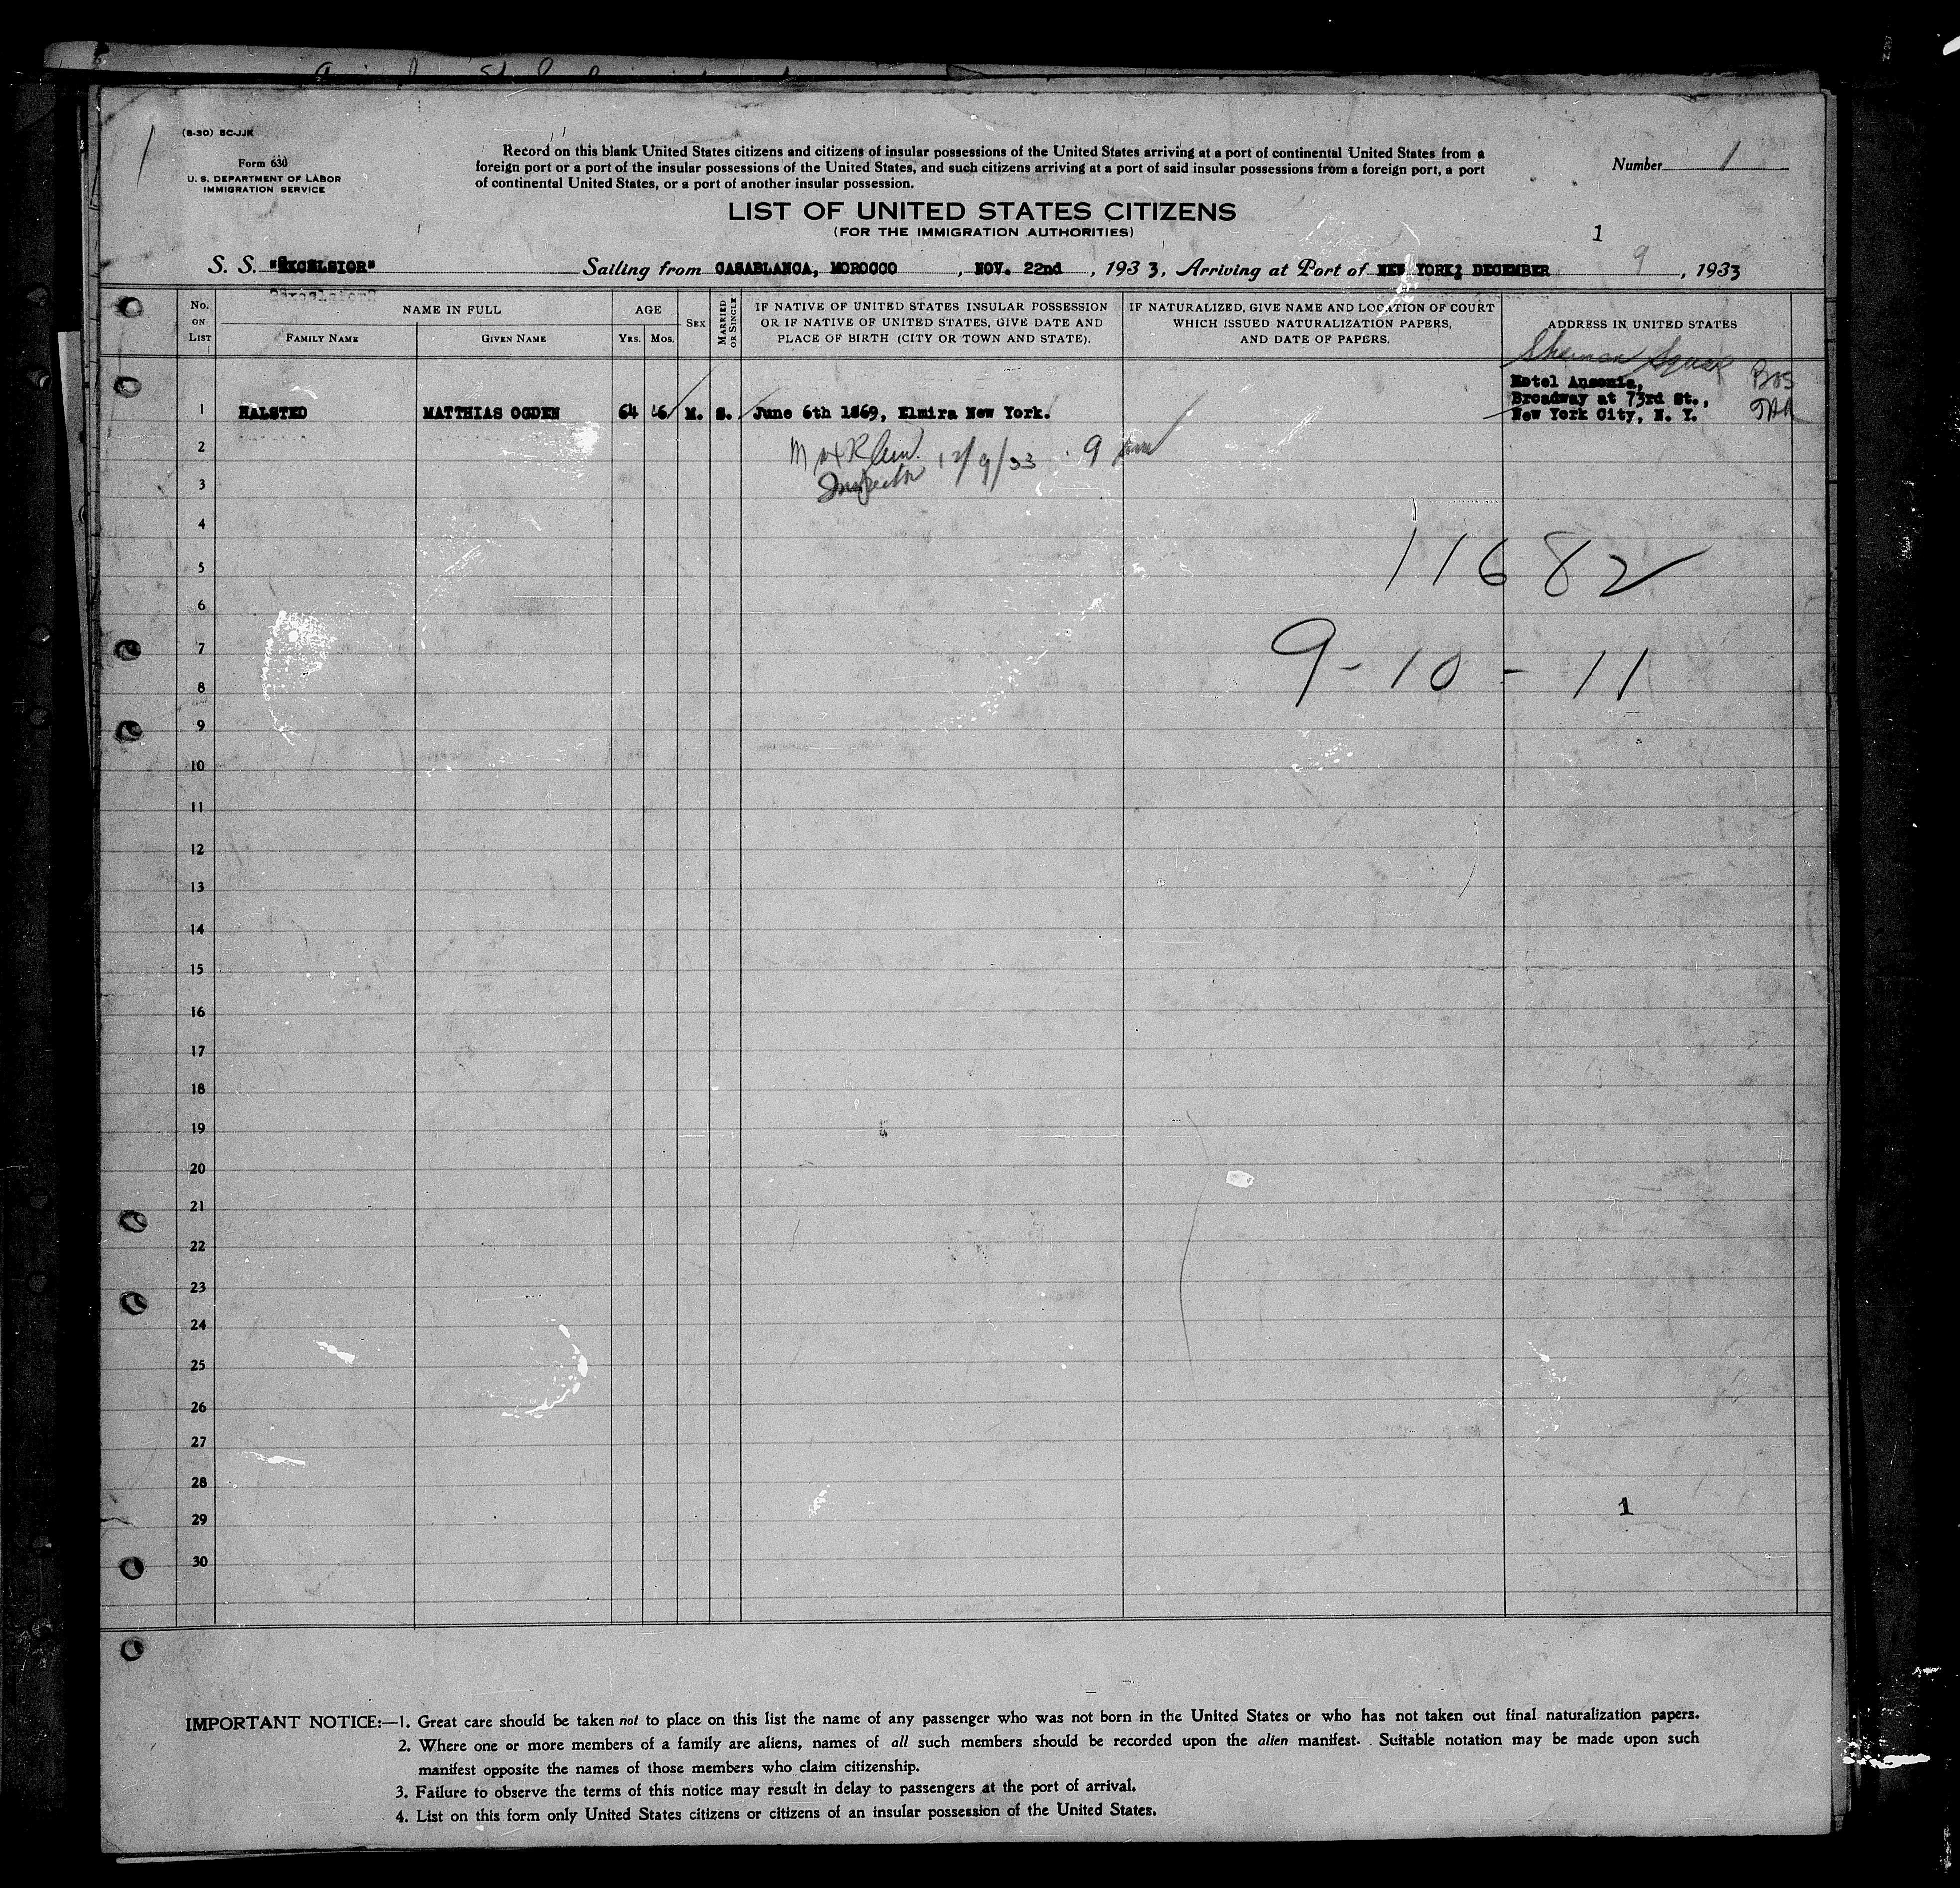 (8-30) BC-JJK
Form 630
U. S. DEPARTMENT OF LABOR
IMMIGRATION SERVICE
Record on this blank United States citizens and citizens of insular possessions of the United States arriving at a port of continental United States from a
foreign port or a port of the insular possessions of the United States, and such citizens arriving at a port of said insular possessions from a foreign port, a port
of continental United States, or a port of another insular possession.
Number 1
LIST OF UNITED STATES CITIZENS
(FOR THE IMMIGRATION AUTHORITIES)
1
S. S. "EXCELSIOR" Sailing from CASABLANCA, MOROCCO, NOV. 22nd, 1933, Arriving at Port of NEW YORK; DECEMBER 9, 1933
No. ON LIST
NAME IN FULL
FAMILY NAME
GIVEN NAME
AGE
YRS. MOS.
SEX
MARRIED OR SINGLE
IF NATIVE OF UNITED STATES INSULAR POSSESSION
OR IF NATIVE OF UNITED STATES, GIVE DATE AND
PLACE OF BIRTH (CITY OR TOWN AND STATE).
IF NATURALIZED, GIVE NAME AND LOCATION OF COURT
WHICH ISSUED NATURALIZATION PAPERS,
AND DATE OF PAPERS.
ADDRESS IN UNITED STATES
Sherman Square
Hotel Ansonia,
Broadway at 73rd St.,
1 HALSTED MATTHIAS OGDEN 64 6 M. S. June 6th 1869, Elmira New York. New York City, N. Y.
2 12/9/33 9 am
Inspector
3
4
5 11682
6
7 9-10-11
8
9
10
11
12
13
14
15
16
17
18
19
20
21
22
23
24
25
26
27
28
1
29
30
IMPORTANT NOTICE:—1. Great care should be taken not to place on this list the name of any passenger who was not born in the United States or who has not taken out final naturalization papers.
2. Where one or more members of a family are aliens, names of all such members should be recorded upon the alien manifest. Suitable notation may be made upon such
manifest opposite the names of those members who claim citizenship.
3. Failure to observe the terms of this notice may result in delay to passengers at the port of arrival.
4. List on this form only United States citizens or citizens of an insular possession of the United States.